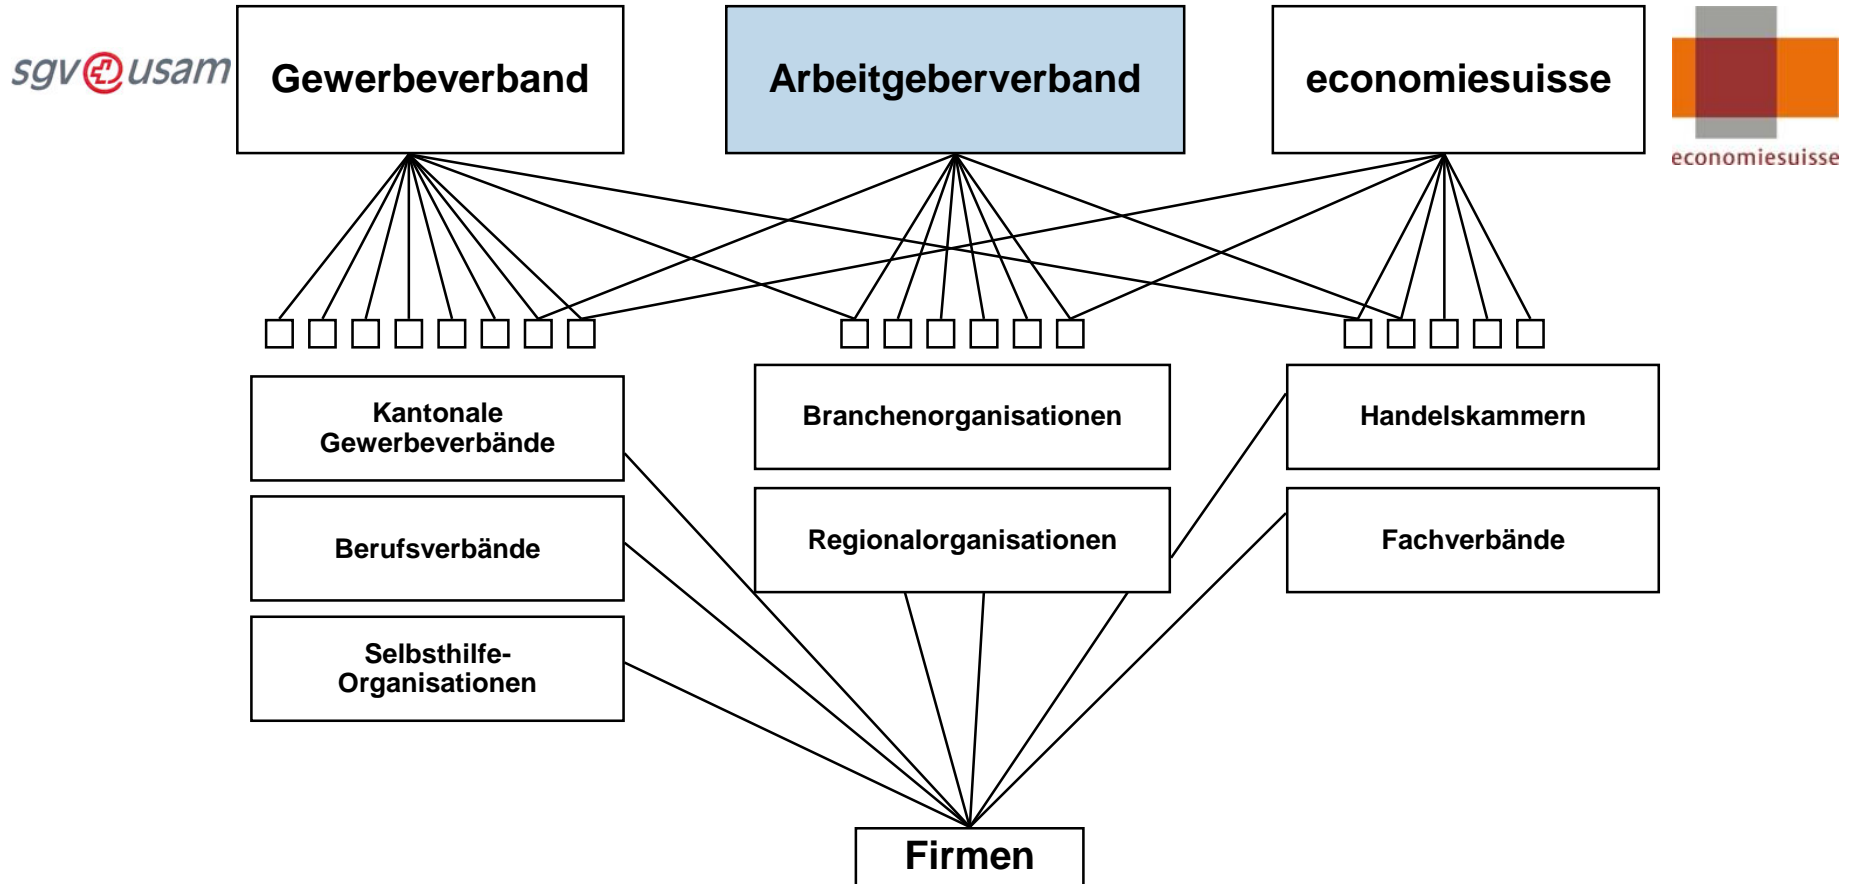 sgv usam
Gewerbeverband
Arbeitgeberverband
economiesuisse
economiesuisse
Kantonale
Gewerbeverbände
Branchenorganisationen
Handelskammern
Berufsverbände
Regionalorganisationen
Fachverbände
Selbsthilfe-
Organisationen
Firmen